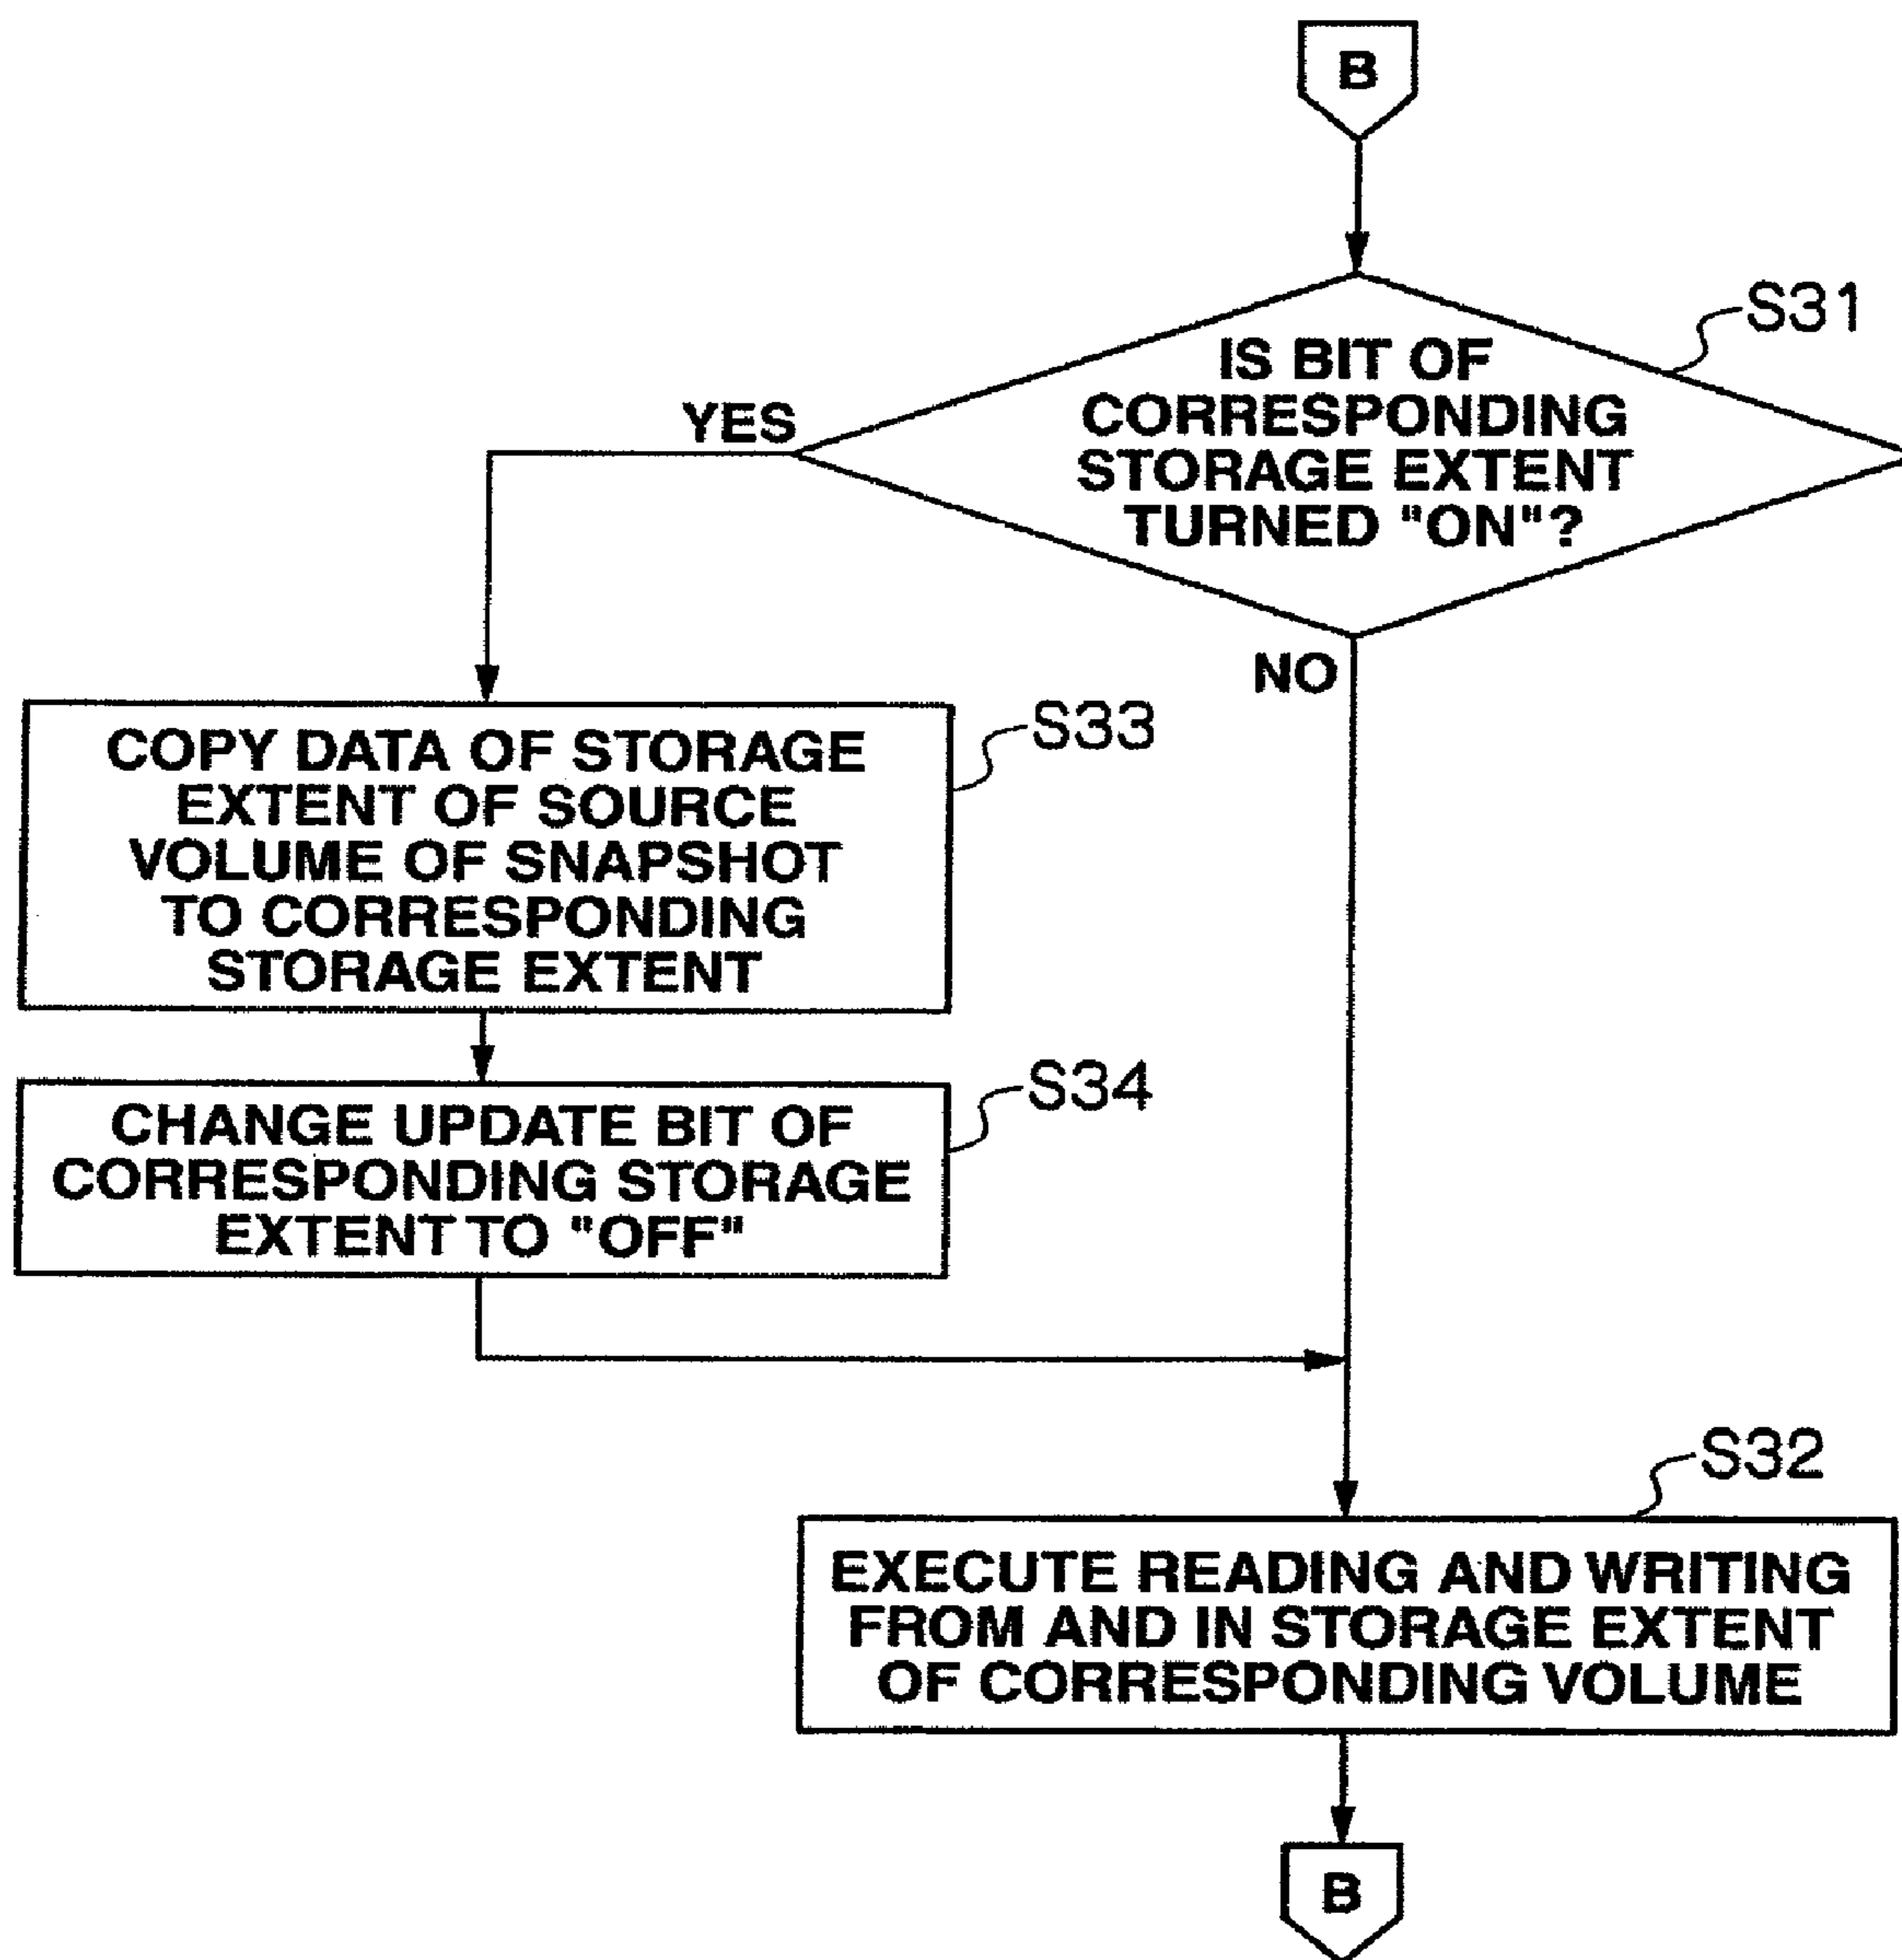 B
S31
IS BIT OF
CORRESPONDING
STORAGE EXTENT
TURNED "ON"?
YES
NO
S33
COPY DATA OF STORAGE
EXTENT OF SOURCE
VOLUME OF SNAPSHOT
TO CORRESPONDING
STORAGE EXTENT
S34
CHANGE UPDATE BIT OF
CORRESPONDING STORAGE
EXTENT TO "OFF"
S32
EXECUTE READING AND WRITING
FROM AND IN STORAGE EXTENT
OF CORRESPONDING VOLUME
B